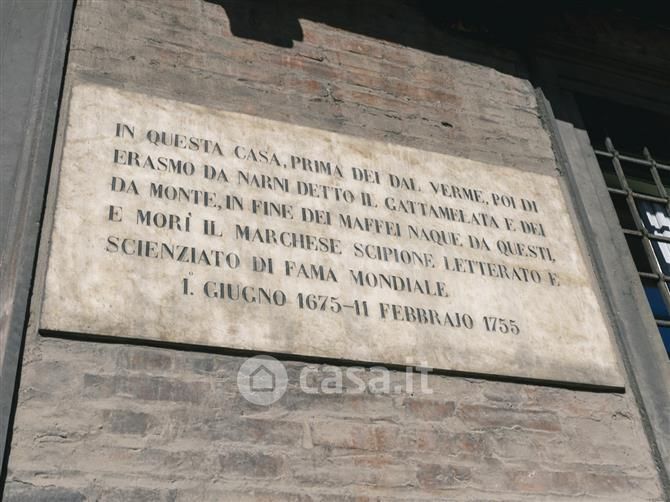 IN QUESTA CASA, PRIMA DEI DAL VERME, POI DI
ERASMO DA NARNI DETTO IL GATTAMELATA E DEI
DA MONTE, IN FINE DEI MAFFEI NAQUE DA QUESTI,
E MORÌ IL MARCHESE SCIPIONE LETTERATO E
SCIENZIATO DI FAMA MONDIALE
1.° GIUGNO 1675-11 FEBBRAJO 1755
casa.it